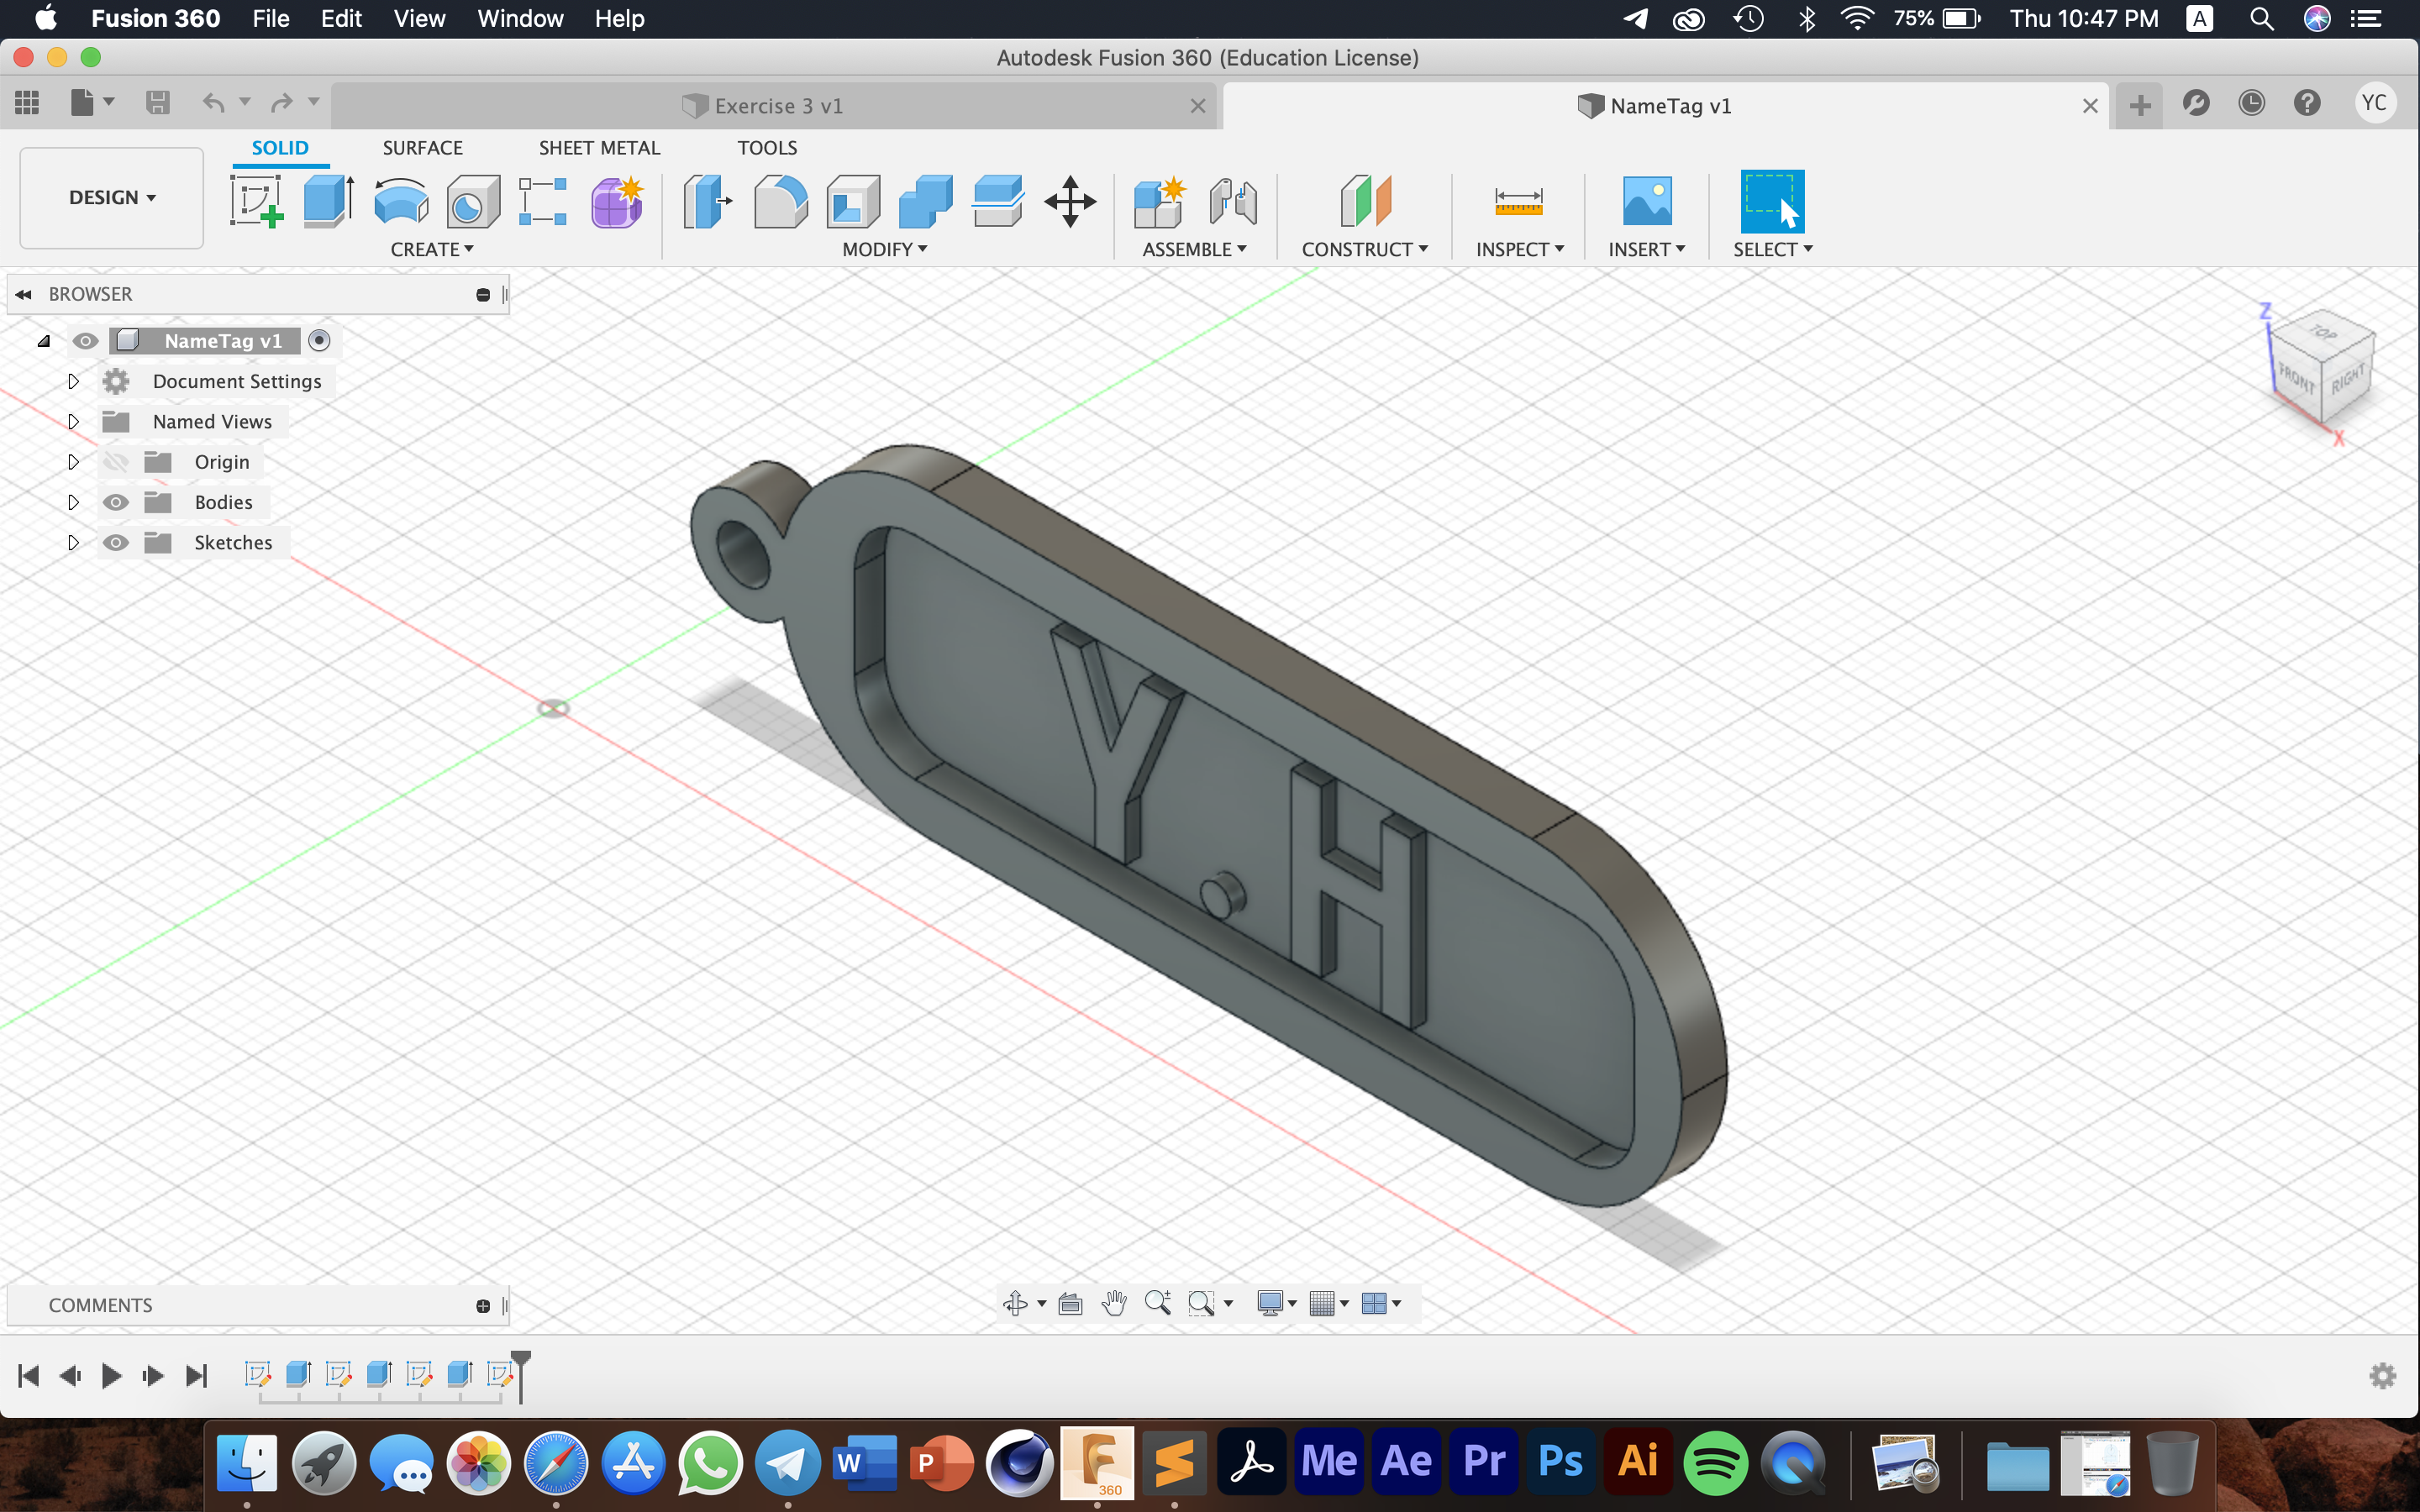 Fusion 360 File Edit View Window Help 75% Thu 10:47 PM A
Autodesk Fusion 360 (Education License)
Exercise 3 v1 NameTag v1 YC
SOLID SURFACE SHEET METAL TOOLS
DESIGN
CREATE MODIFY ASSEMBLE CONSTRUCT INSPECT INSERT SELECT
BROWSER
NameTag v1
Document Settings
Named Views
Origin
Bodies
Sketches
Z
TOP
FRONT RIGHT
X
Y.H
COMMENTS
W P F 360 Me Ae Pr Ps Ai